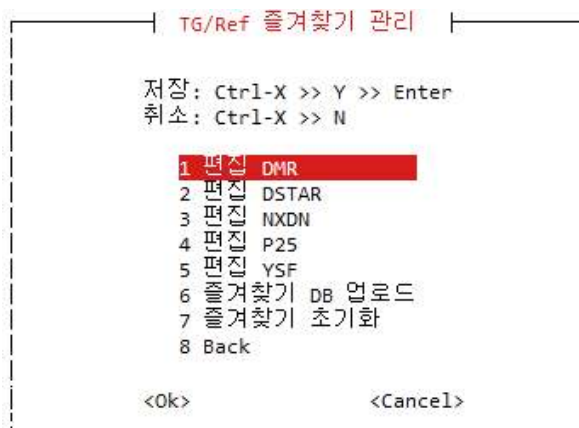 TG/Ref 즐겨찾기 관리
저장: Ctrl-X >> Y >> Enter
취소: Ctrl-X >> N
1 편집 DMR
2 편집 DSTAR
3 편집 NXDN
4 편집 P25
5 편집 YSF
6 즐겨찾기 DB 업로드
7 즐겨찾기 초기화
8 Back
<Ok> <Cancel>